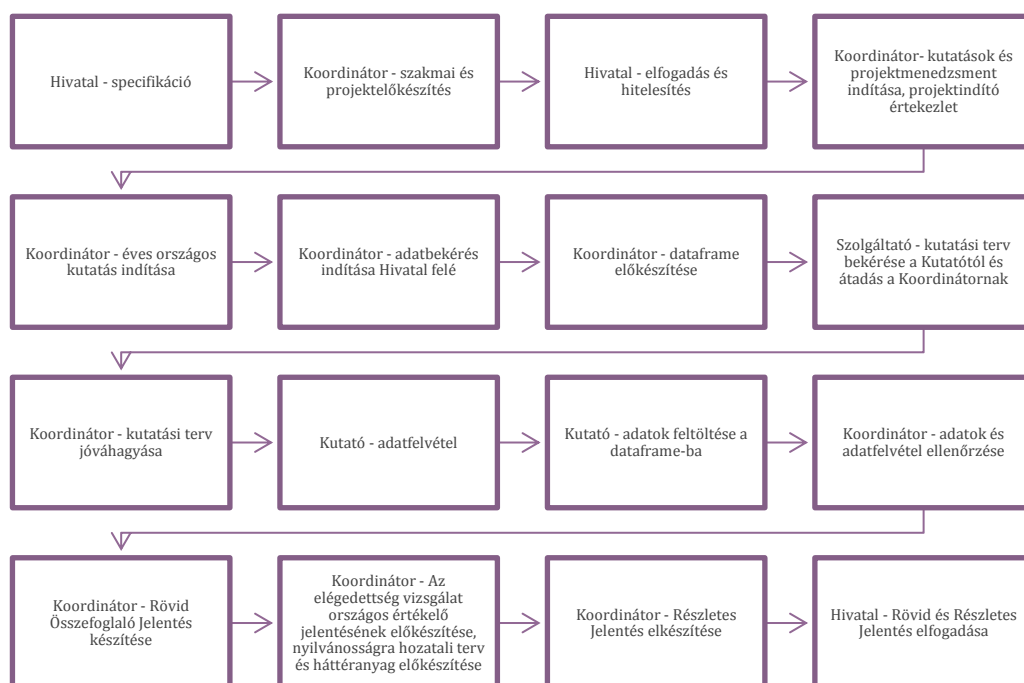 Hivatal - specifikáció
Koordinátor - szakmai és
projektelőkészítés
Hivatal - elfogadás és
hitelesítés
Koordinátor- kutatások és
projektmenedzsment
indítása, projektindító
értekezlet
Koordinátor - éves országos
kutatás indítása
Koordinátor - adatbekérés
indítása Hivatal felé
Koordinátor - dataframe
előkészítése
Szolgáltató - kutatási terv
bekérése a Kutatótól és
átadás a Koordinátornak
Koordinátor - kutatási terv
jóváhagyása
Kutató - adatfelvétel
Kutató - adatok feltöltése a
dataframe-ba
Koordinátor - adatok és
adatfelvétel ellenőrzése
Koordinátor - Rövid
Összefoglaló Jelentés
készítése
Koordinátor - Az
elégedettség vizsgálat
országos értékelő
jelentésének előkészítése,
nyilvánosságra hozatali terv
és háttéranyag előkészítése
Koordinátor - Részletes
Jelentés elkészítése
Hivatal - Rövid és Részletes
Jelentés elfogadása